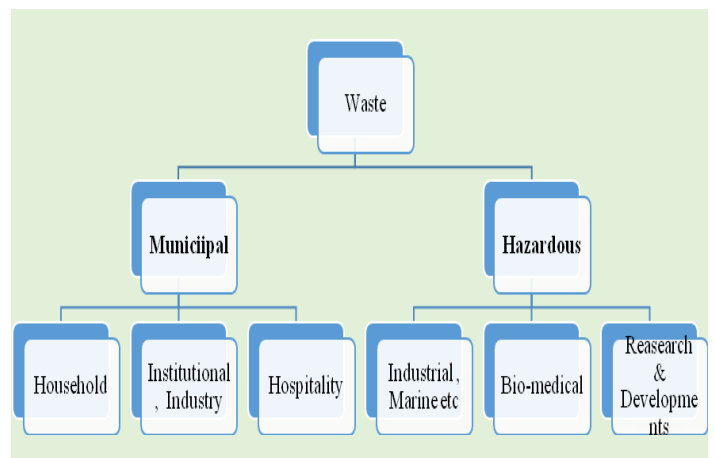 Waste
Municiipal
Hazardous
Household
Institutional
, Industry
Hospitality
Industrial ,
Marine etc
Bio-medical
Reasearch
&
Developme
nts